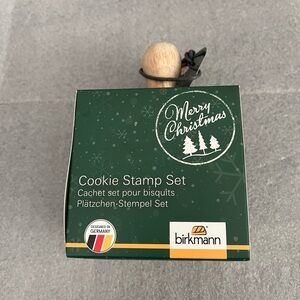 Merry
Christmas
Cookie Stamp Set
Cachet set pour bisquits
Plätzchen-Stempel Set
DESIGNED IN
GERMANY
birkmann